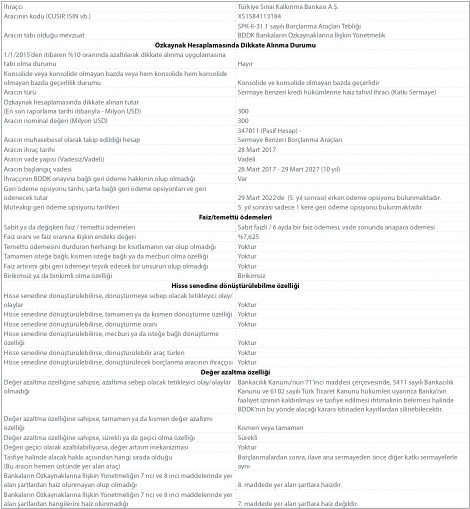 İhraççı Türkiye Sınai Kalkınma Bankası A.Ş.
Aracının kodu (CUSIP, ISIN vb.) XS1584113184
SPK-II-31.1 sayılı Borçlanma Araçları Tebliği
Aracın tabi olduğu mevzuat BDDK Bankaların Özkaynaklarına İlişkin Yönetmelik
Özkaynak Hesaplamasında Dikkate Alınma Durumu
1/1/2015'den itibaren %10 oranında azaltılarak dikkate alınma uygulamasına
tabi olma durumu Hayır
Konsolide veya konsolide olmayan bazda veya hem konsolide hem konsolide
olmayan bazda geçerlilik durumu Konsolide ve konsolide olmayan bazda geçerlidir
Aracın türü Sermaye benzeri kredi hükümlerine haiz tahvil ihracı (Katkı Sermaye)
Özkaynak hesaplamasında dikkate alınan tutar
(En son raporlama tarihi itibarıyla - Milyon USD) 300
Aracın nominal değeri (Milyon USD) 300
347011 (Pasif Hesap) -
Aracın muhasebesel olarak takip edildiği hesap Sermaye Benzeri Borçlanma Araçları
Aracın ihraç tarihi 28 Mart 2017
Aracın vade yapısı (Vadesiz/Vadeli) Vadeli
Aracın başlangıç vadesi 28 Mart 2017 - 29 Mart 2027 (10 yıl)
İhraççının BDDK onayına bağlı geri ödeme hakkının olup olmadığı Var
Geri ödeme opsiyonu tarihi, şarta bağlı geri ödeme opsiyonları ve geri
ödenecek tutar 29 Mart 2022'de (5. yıl sonrası) erken ödeme opsiyonu bulunmaktadır.
Müteakip geri ödeme opsiyonu tarihleri 5. yıl sonrası sadece 1 kere geri ödeme opsiyonu bulunmaktadır.
Faiz/temettü ödemeleri
Sabit ya da değişken faiz / temettü ödemeleri Sabit faizli / 6 ayda bir faiz ödemesi, vade sonunda anapara ödemesi
Faiz oranı ve faiz oranına ilişkin endeks değeri %7,625
Temettü ödemesini durduran herhangi bir kısıtlamanın var olup olmadığı Yoktur
Tamamen isteğe bağlı, kısmen isteğe bağlı ya da mecburi olma özelliği Yoktur
Faiz artırımı gibi geri ödemeyi teşvik edecek bir unsurun olup olmadığı Yoktur
Birikimsiz ya da birikimli olma özelliği Birikimsiz
Hisse senedine dönüştürülebilme özelliği
Hisse senedine dönüştürülebilirse, dönüştürmeye sebep olacak tetikleyici olay/
olaylar Yoktur
Hisse senedine dönüştürülebilirse, tamamen ya da kısmen dönüştürme özelliği Yoktur
Hisse senedine dönüştürülebilirse, dönüştürme oranı Yoktur
Hisse senedine dönüştürülebilirse, mecburi ya da isteğe bağlı dönüştürme
özelliği Yoktur
Hisse senedine dönüştürülebilirse, dönüştürülebilir araç türleri Yoktur
Hisse senedine dönüştürülebilirse, dönüştürülecek borçlanma aracının ihraççısı Yoktur
Değer azaltma özelliği
Değer azaltma özelliğine sahipse, azaltıma sebep olacak tetikleyici olay/olaylar Bankacılık Kanunu'nun 71'inci maddesi çerçevesinde, 5411 sayılı Bankacılık
olmadığı Kanunu ve 6102 sayılı Türk Ticaret Kanunu hükümleri uyarınca Banka'nın
faaliyet izninin kaldırılması ve tasfiye edilmesi ihtimalinin belirmesi halinde
BDDK'nın bu yönde alacağı karara istinaden kayıtlardan silinebilecektir.
Değer azaltma özelliğine sahipse, tamamen ya da kısmen değer azaltımı
özelliği Kısmen veya tamamen
Değer azaltma özelliğine sahipse, sürekli ya da geçici olma özelliği Sürekli
Değeri geçici olarak azaltılabiliyorsa, değer artırım mekanizması Yoktur
Tasfiye halinde alacak hakkı açısından hangi sırada olduğu Borçlanmalardan sonra, ilave ana sermayeden önce diğer katkı sermayelerle
(Bu aracın hemen üstünde yer alan araç) aynı
Bankaların Özkaynaklarına İlişkin Yönetmeliğin 7 nci ve 8 inci maddelerinde yer
alan şartlardan haiz olunmayan olup olmadığı 8. maddede yer alan şartlara haizdir.
Bankaların Özkaynaklarına İlişkin Yönetmeliğin 7 nci ve 8 inci maddelerinde yer
alan şartlardan hangilerini haiz olunmadığı 7. maddede yer alan şartlara haiz değildir.